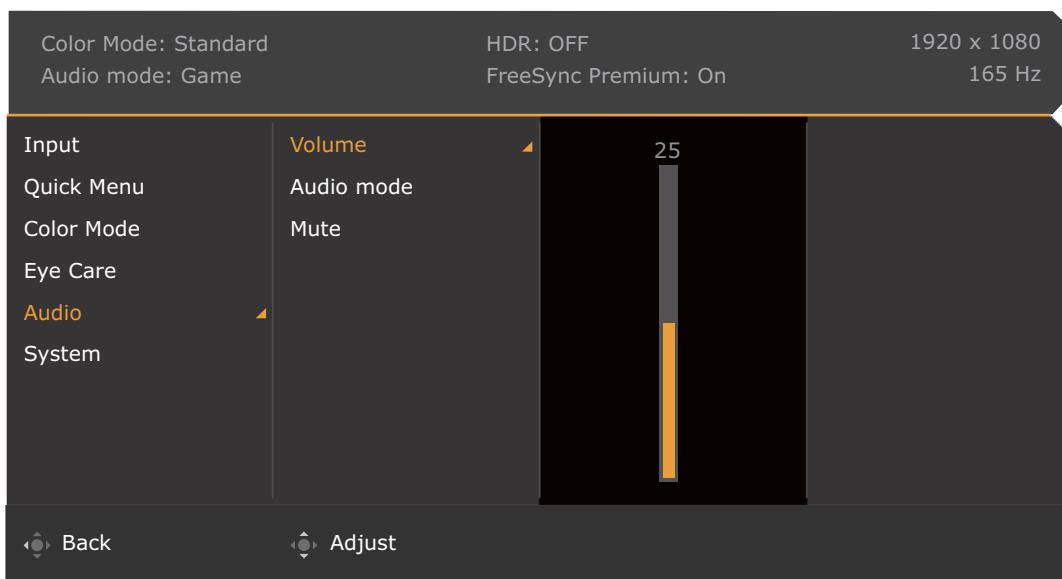 Color Mode: Standard
HDR: OFF
1920 x 1080
Audio mode: Game
FreeSync Premium: On
165 Hz
Input
Quick Menu
Color Mode
Eye Care
Audio
System
Volume
Audio mode
Mute
25
Back
Adjust